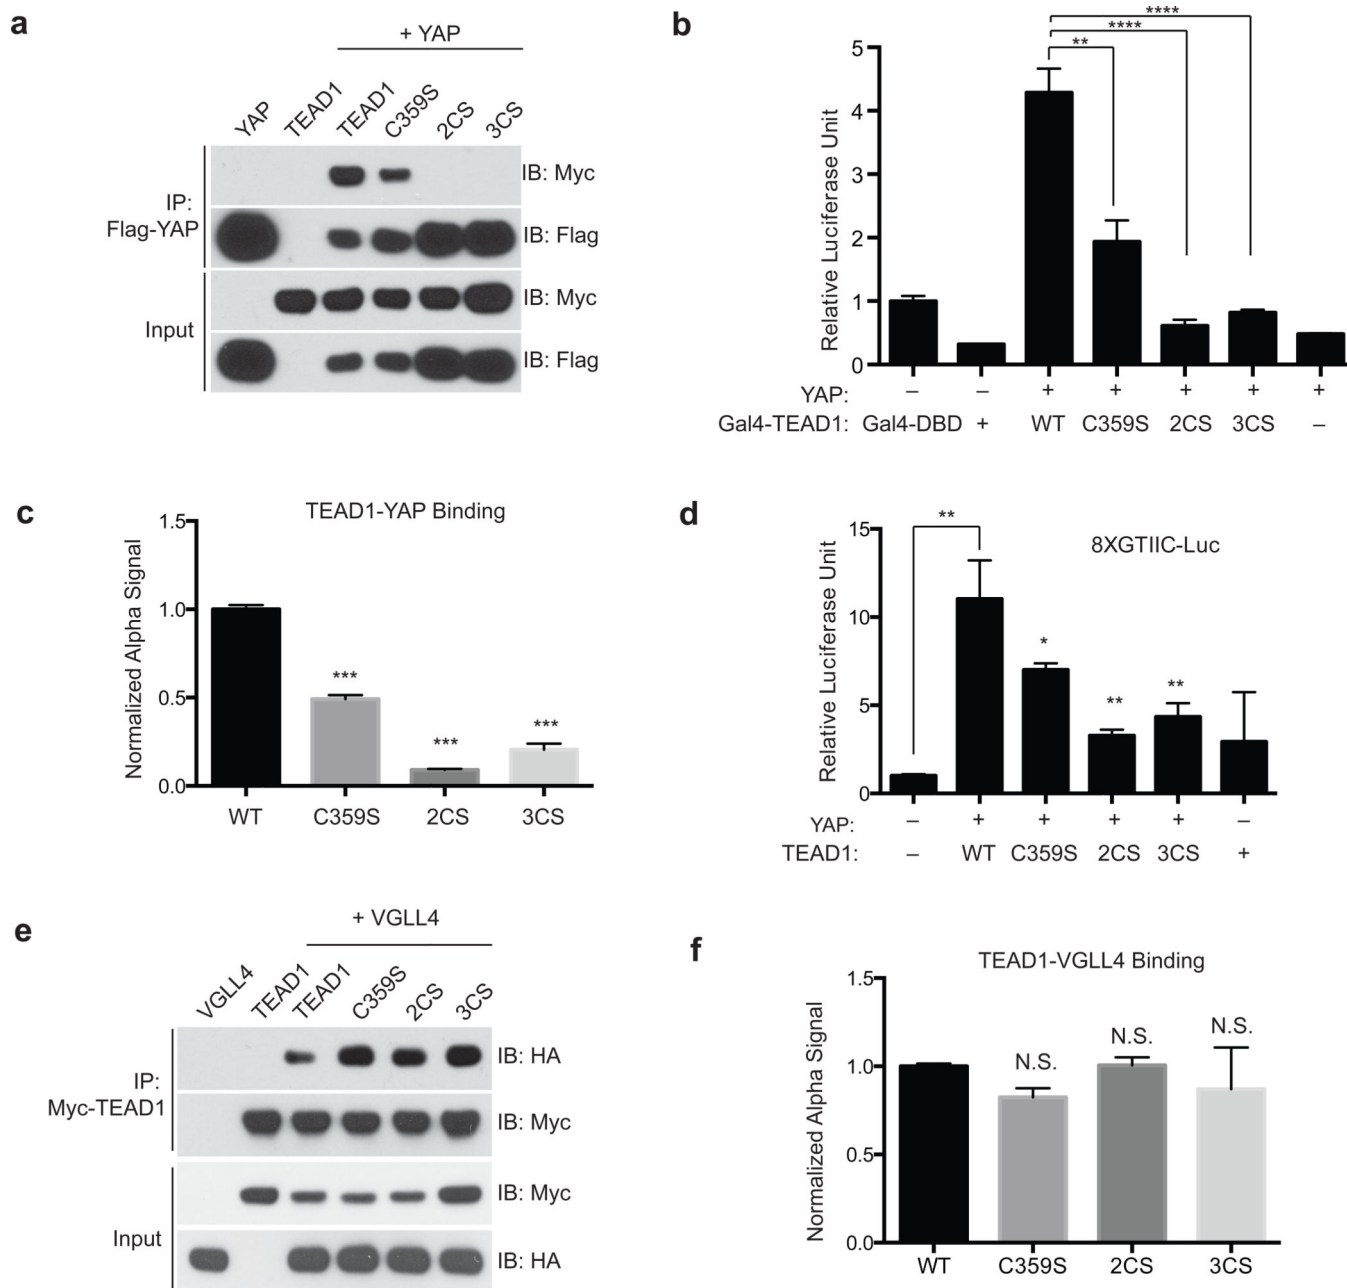 a
+ YAP
YAP TEAD1 TEAD1 C359S 2CS 3CS
IP:
Flag-YAP
IB: Myc
IB: Flag
Input
IB: Myc
IB: Flag
b
Relative Luciferase Unit
5
4
3
2
1
0
** **** ****
YAP: – – + + + + +
Gal4-TEAD1: Gal4-DBD + WT C359S 2CS 3CS –
c
TEAD1-YAP Binding
Normalized Alpha Signal
1.5
1.0
0.5
0.0
*** *** ***
WT C359S 2CS 3CS
d
8XGTIIC-Luc
Relative Luciferase Unit
15
10
5
0
** * ** **
YAP: – + + + + –
TEAD1: – WT C359S 2CS 3CS +
e
+ VGLL4
VGLL4 TEAD1 TEAD1 C359S 2CS 3CS
IP:
Myc-TEAD1
IB: HA
IB: Myc
Input
IB: Myc
IB: HA
f
TEAD1-VGLL4 Binding
Normalized Alpha Signal
1.5
1.0
0.5
0.0
N.S. N.S. N.S.
WT C359S 2CS 3CS